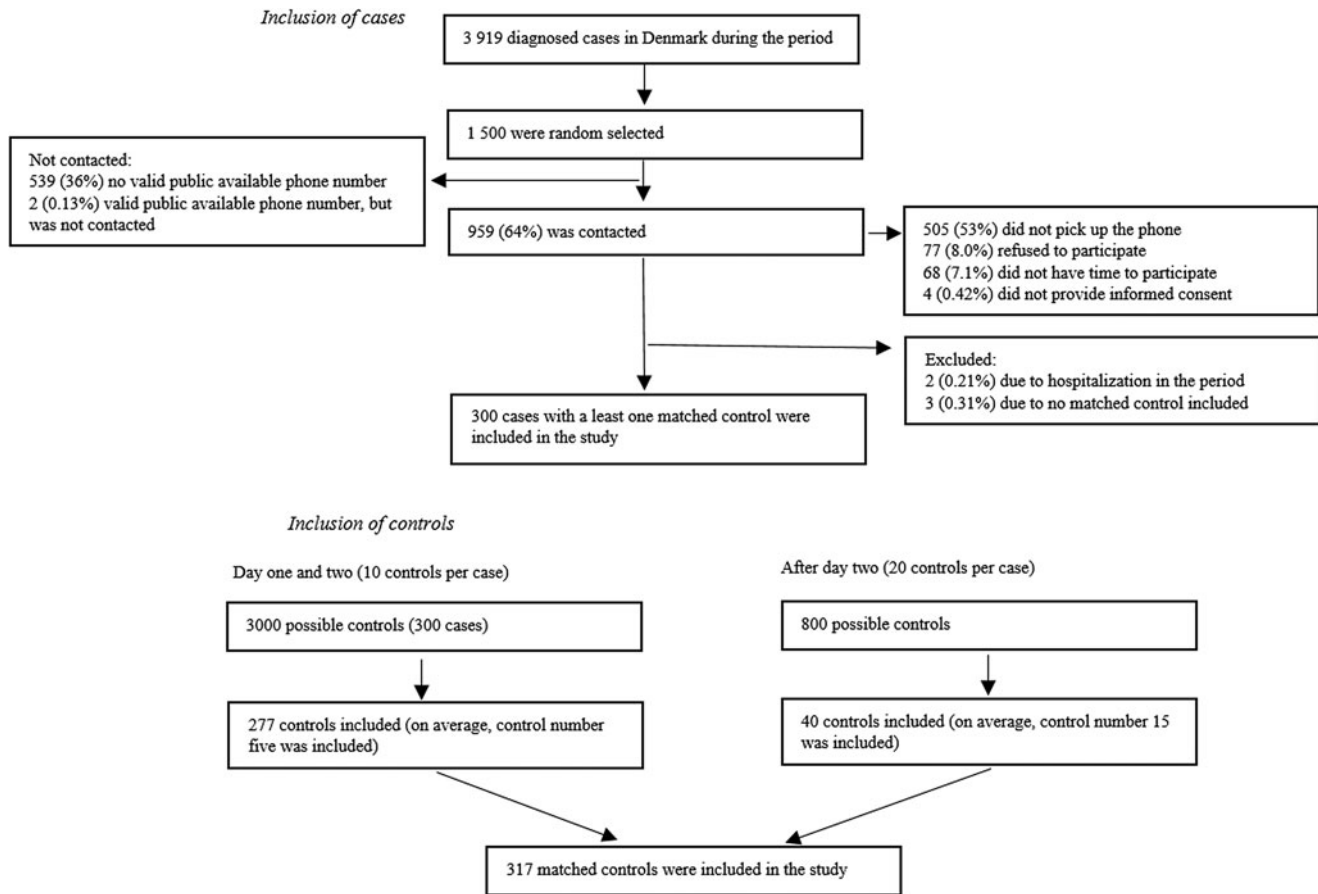 Inclusion of cases
3 919 diagnosed cases in Denmark during the period
1 500 were random selected
Not contacted:
539 (36%) no valid public available phone number
2 (0.13%) valid public available phone number, but
was not contacted
959 (64%) was contacted
505 (53%) did not pick up the phone
77 (8.0%) refused to participate
68 (7.1%) did not have time to participate
4 (0.42%) did not provide informed consent
Excluded:
2 (0.21%) due to hospitalization in the period
3 (0.31%) due to no matched control included
300 cases with a least one matched control were
included in the study
Inclusion of controls
Day one and two (10 controls per case)
After day two (20 controls per case)
3000 possible controls (300 cases)
800 possible controls
277 controls included (on average, control number
five was included)
40 controls included (on average, control number 15
was included)
317 matched controls were included in the study